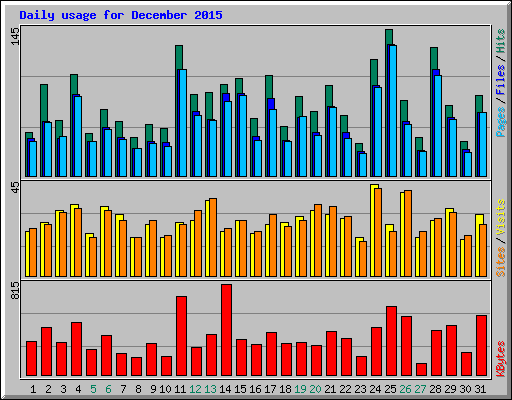 Daily usage for December 2015
145
Pages / Files / Hits
45
Sites / Visits
815
KBytes
1 2 3 4 5 6 7 8 9 10 11 12 13 14 15 16 17 18 19 20 21 22 23 24 25 26 27 28 29 30 31